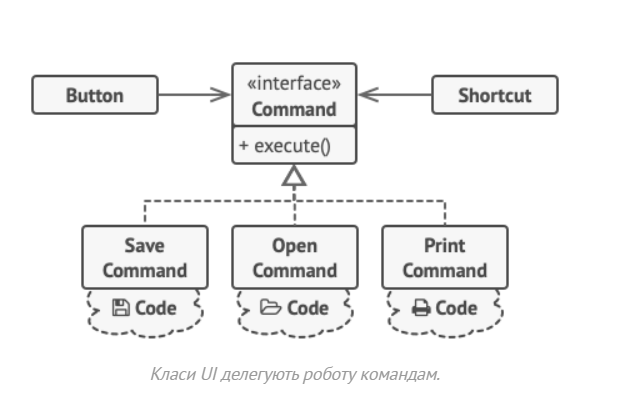 «interface»
Button
Command
Shortcut
+ execute()
Save
Command
Open
Command
Print
Command
Code
Code
Code
Класи UI делегують роботу командам.